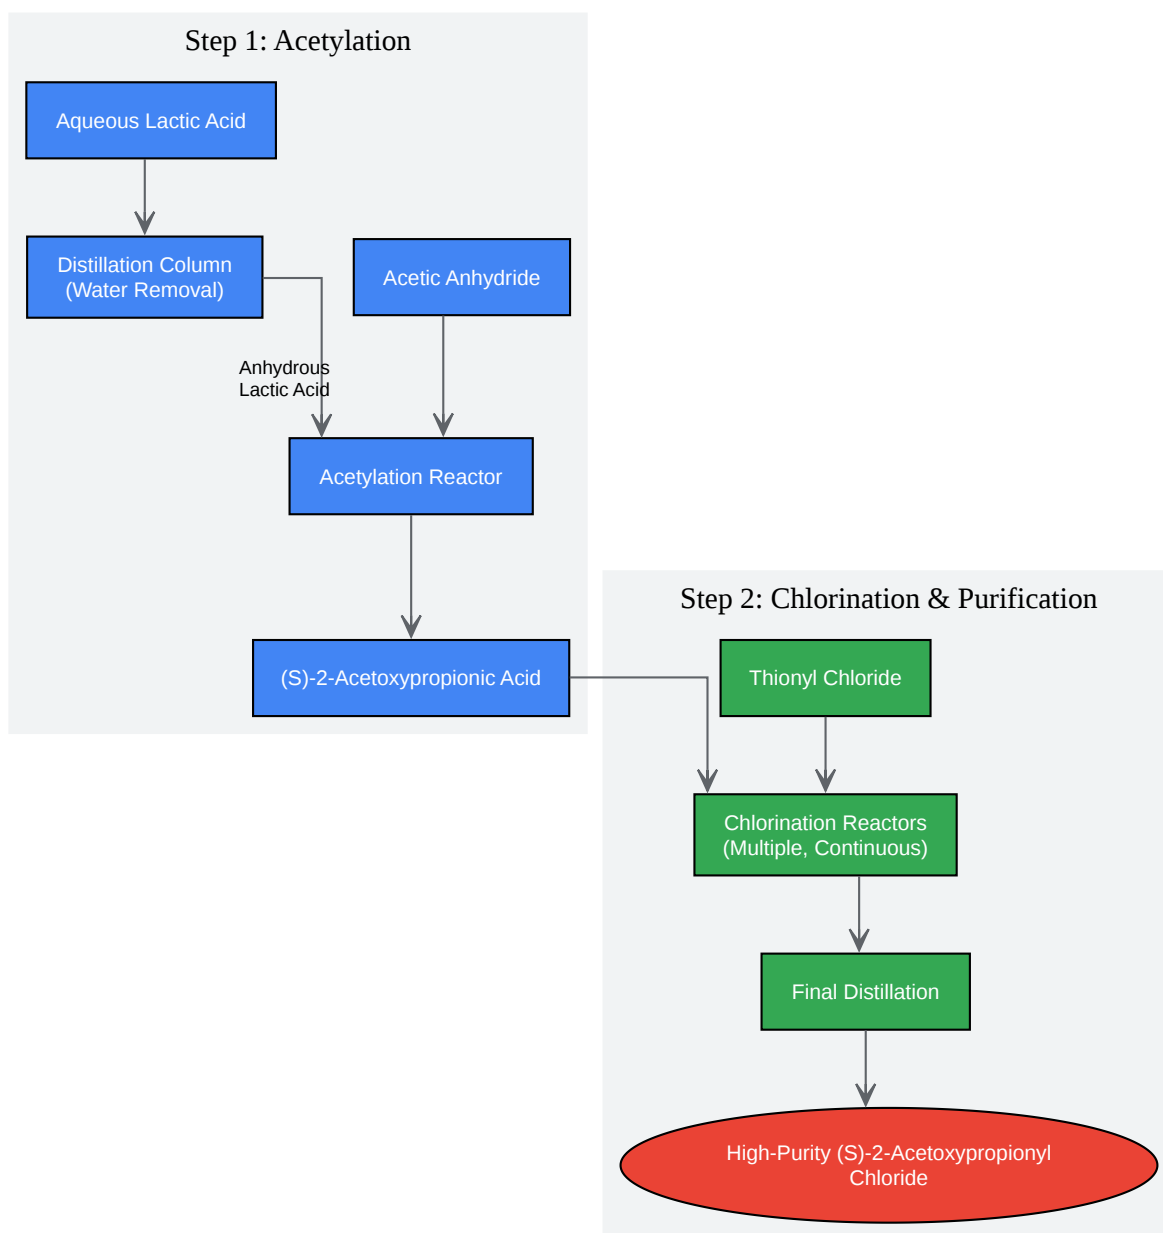 Step 1: Acetylation
Aqueous Lactic Acid
Distillation Column
(Water Removal)
Acetic Anhydride
Anhydrous
Lactic Acid
Acetylation Reactor
(S)-2-Acetoxypropionic Acid
Step 2: Chlorination & Purification
Thionyl Chloride
Chlorination Reactors
(Multiple, Continuous)
Final Distillation
High-Purity (S)-2-Acetoxypropionyl
Chloride